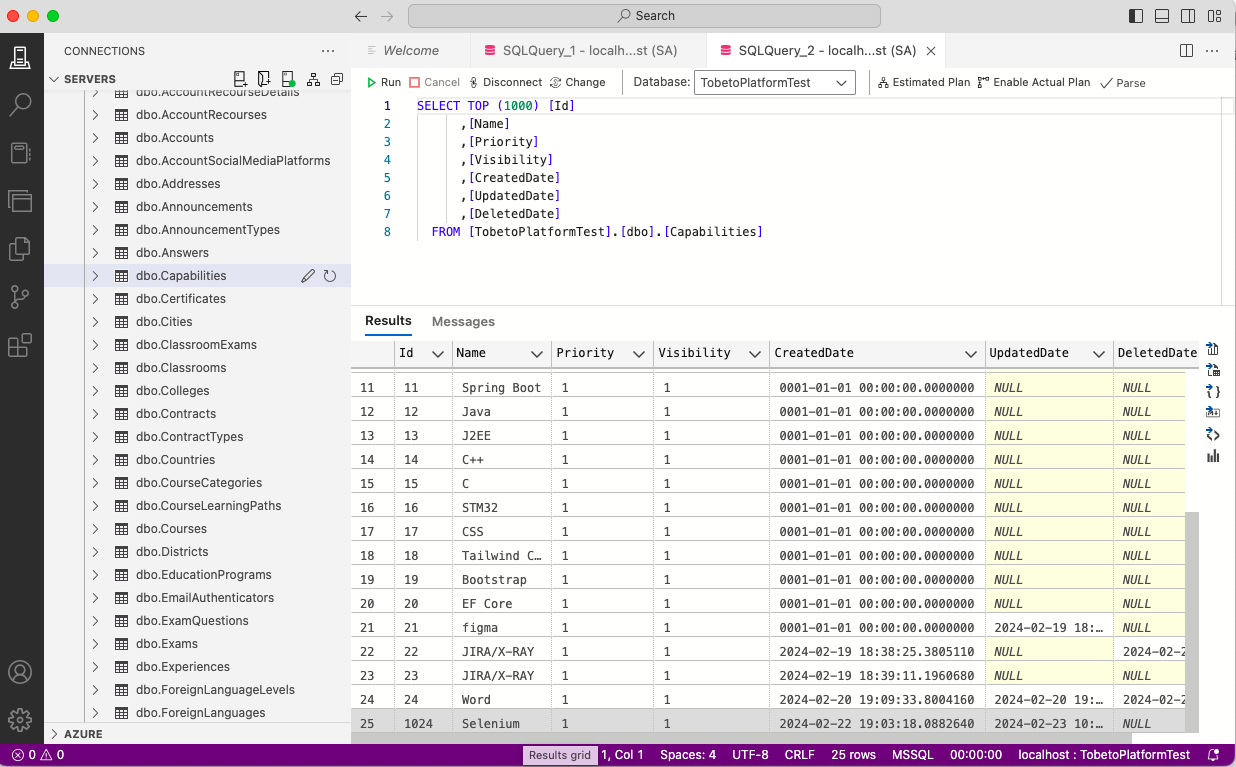 Search
CONNECTIONS
SERVERS
dbo.AccountRecourseDetails
dbo.AccountRecourses
dbo.Accounts
dbo.AccountSocialMediaPlatforms
dbo.Addresses
dbo.Announcements
dbo.AnnouncementTypes
dbo.Answers
dbo.Capabilities
dbo.Certificates
dbo.Cities
dbo.ClassroomExams
dbo.Classrooms
dbo.Colleges
dbo.Contracts
dbo.ContractTypes
dbo.Countries
dbo.CourseCategories
dbo.CourseLearningPaths
dbo.Courses
dbo.Districts
dbo.EducationPrograms
dbo.EmailAuthenticators
dbo.ExamQuestions
dbo.Exams
dbo.Experiences
dbo.ForeignLanguageLevels
dbo.ForeignLanguages
AZURE
Welcome SQLQuery_1 - localh...st (SA) SQLQuery_2 - localh...st (SA)
Run Cancel Disconnect Change Database: TobetoPlatformTest Estimated Plan Enable Actual Plan Parse
1 SELECT TOP (1000) [Id]
2 ,[Name]
3 ,[Priority]
4 ,[Visibility]
5 ,[CreatedDate]
6 ,[UpdatedDate]
7 ,[DeletedDate]
8 FROM [TobetoPlatformTest].[dbo].[Capabilities]
Results Messages
Id Name Priority Visibility CreatedDate UpdatedDate DeletedDate
11 11 Spring Boot 1 1 0001-01-01 00:00:00.0000000 NULL NULL
12 12 Java 1 1 0001-01-01 00:00:00.0000000 NULL NULL
13 13 J2EE 1 1 0001-01-01 00:00:00.0000000 NULL NULL
14 14 C++ 1 1 0001-01-01 00:00:00.0000000 NULL NULL
15 15 C 1 1 0001-01-01 00:00:00.0000000 NULL NULL
16 16 STM32 1 1 0001-01-01 00:00:00.0000000 NULL NULL
17 17 CSS 1 1 0001-01-01 00:00:00.0000000 NULL NULL
18 18 Tailwind C… 1 1 0001-01-01 00:00:00.0000000 NULL NULL
19 19 Bootstrap 1 1 0001-01-01 00:00:00.0000000 NULL NULL
20 20 EF Core 1 1 0001-01-01 00:00:00.0000000 NULL NULL
21 21 figma 1 1 0001-01-01 00:00:00.0000000 2024-02-19 18:… NULL
22 22 JIRA/X-RAY 1 1 2024-02-19 18:38:25.3805110 NULL 2024-02-2
23 23 JIRA/X-RAY 1 1 2024-02-19 18:39:11.1960680 NULL NULL
24 24 Word 1 1 2024-02-20 19:09:33.8004160 2024-02-20 19:… 2024-02-2
25 1024 Selenium 1 1 2024-02-22 19:03:18.0882640 2024-02-23 10:… NULL
0 0 Results grid 1, Col 1 Spaces: 4 UTF-8 CRLF 25 rows MSSQL 00:00:00 localhost : TobetoPlatformTest